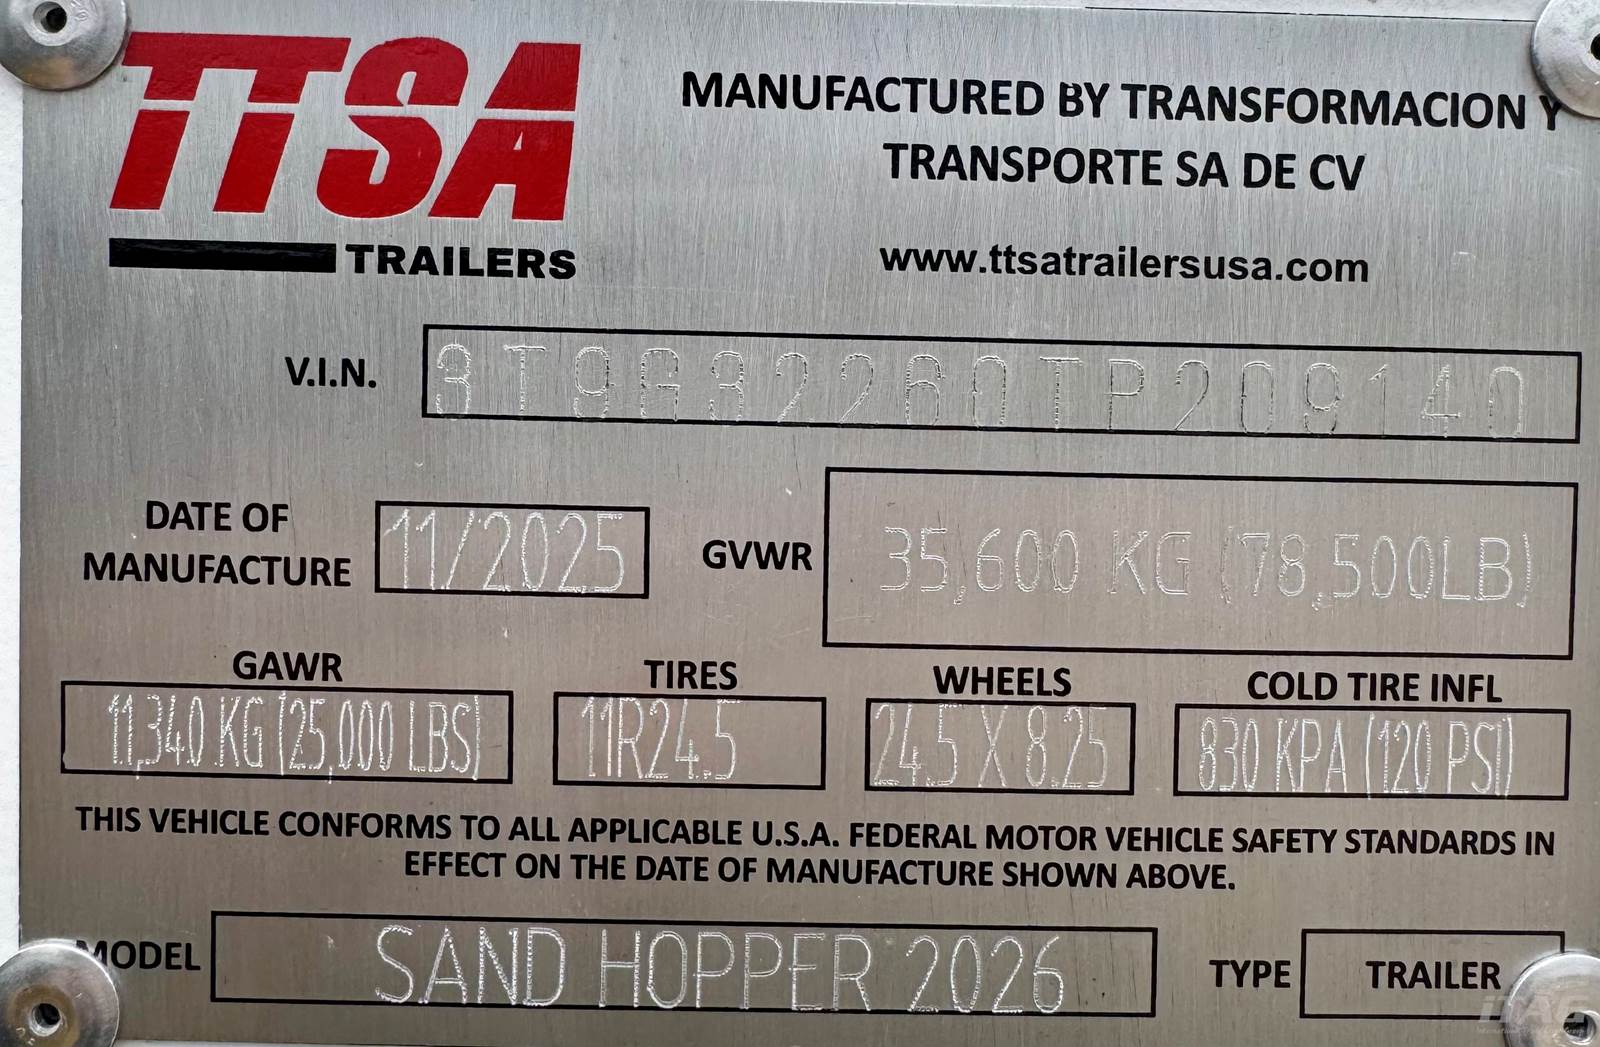 TTSA
TRAILERS
MANUFACTURED BY TRANSFORMACION Y
TRANSPORTE SA DE CV
www.ttsatrailersusa.com
V.I.N. 3T9G32260TP209140
DATE OF
MANUFACTURE 11/2025
GVWR 35,600 KG (78,500LB)
GAWR TIRES WHEELS COLD TIRE INFL
11,340 KG (25,000 LBS) 11R24.5 24.5 X 8.25 830 KPA (120 PSI)
THIS VEHICLE CONFORMS TO ALL APPLICABLE U.S.A. FEDERAL MOTOR VEHICLE SAFETY STANDARDS IN
EFFECT ON THE DATE OF MANUFACTURE SHOWN ABOVE.
MODEL SAND HOPPER 2026 TYPE TRAILER